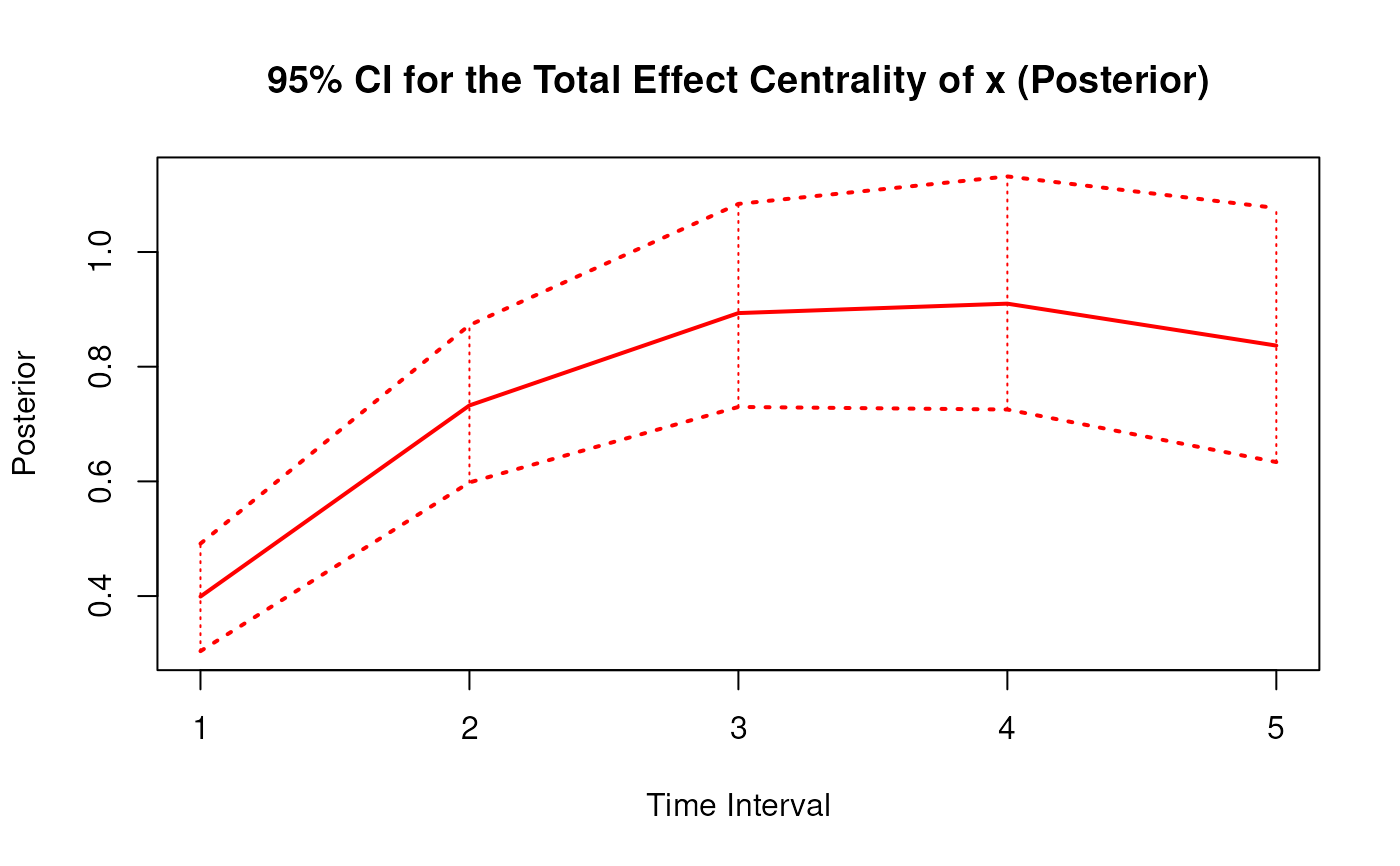 95% CI for the Total Effect Centrality of x (Posterior)
Posterior
1.0
0.8
0.6
0.4
1 2 3 4 5
Time Interval